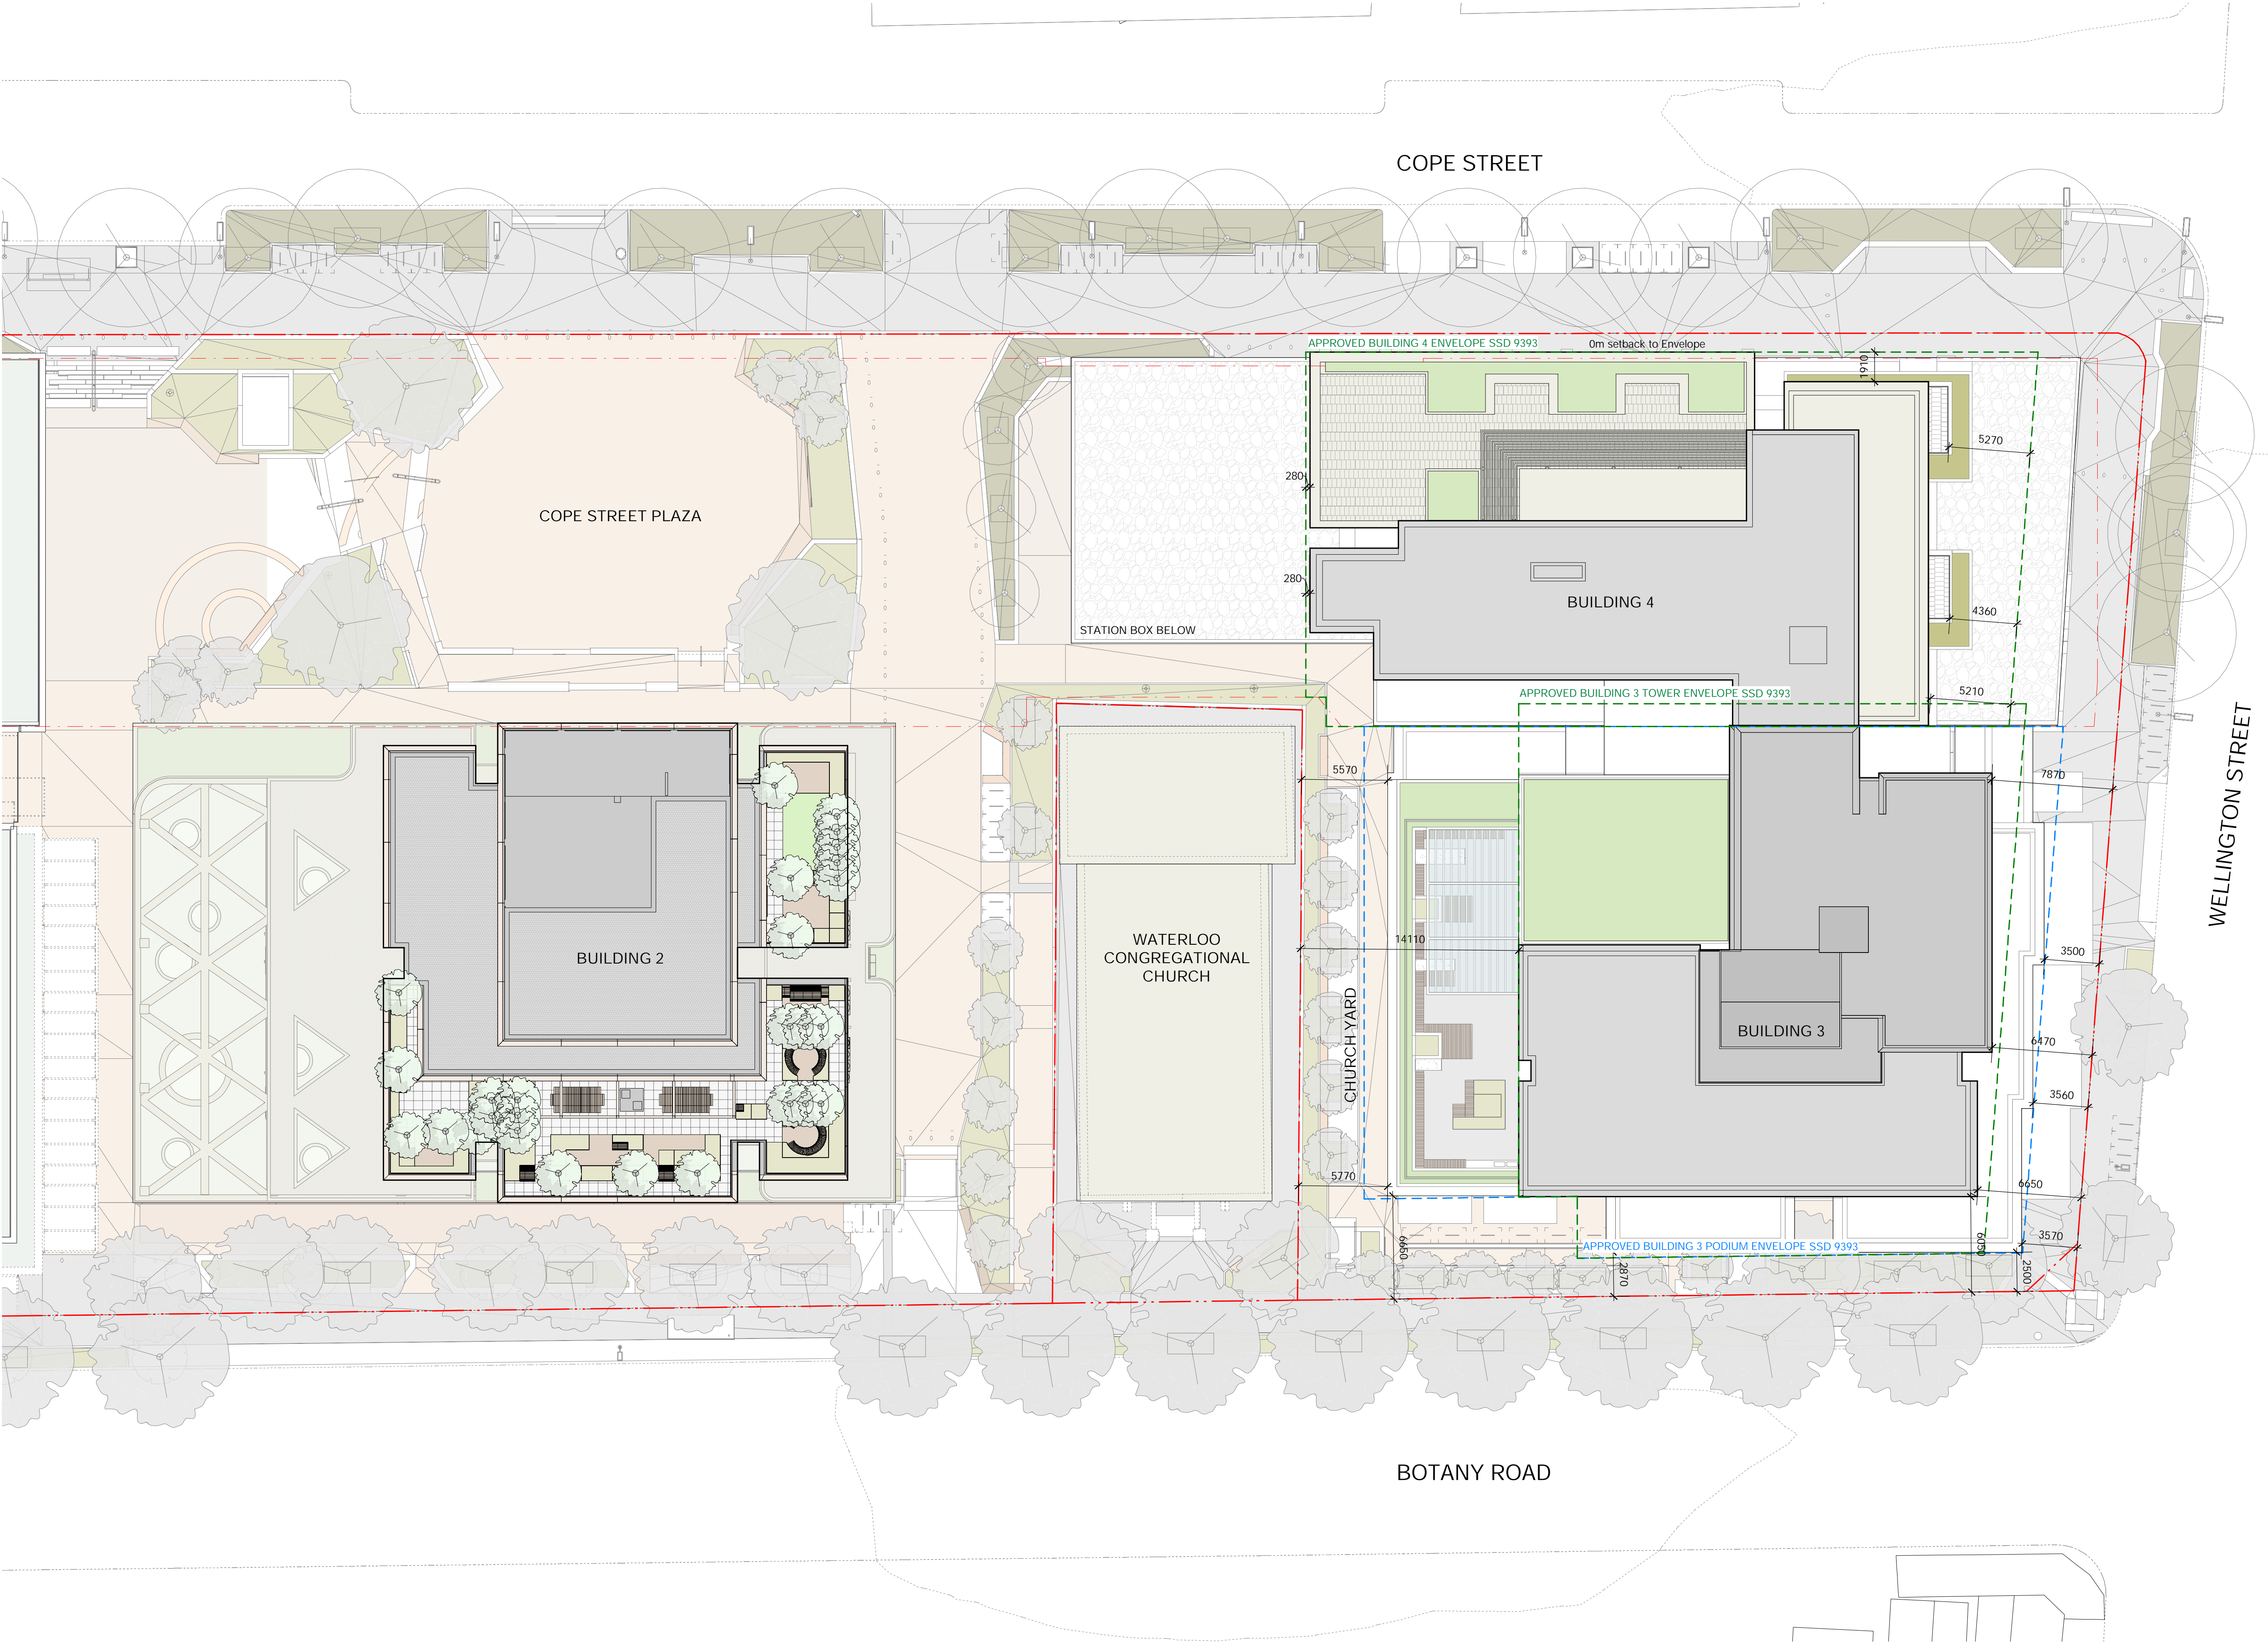 COPE STREET
APPROVED BUILDING 4 ENVELOPE SSD 9393
0m setback to Envelope
1910
5270
280
COPE STREET PLAZA
280
BUILDING 4
4360
STATION BOX BELOW
APPROVED BUILDING 3 TOWER ENVELOPE SSD 9393
5210
WELLINGTON STREET
5570
7870
14110
WATERLOO
CONGREGATIONAL
CHURCH
BUILDING 2
3500
CHURCH YARD
BUILDING 3
6470
3560
5770
6650
3570
6650
6050
APPROVED BUILDING 3 PODIUM ENVELOPE SSD 9393
2870
2500
BOTANY ROAD